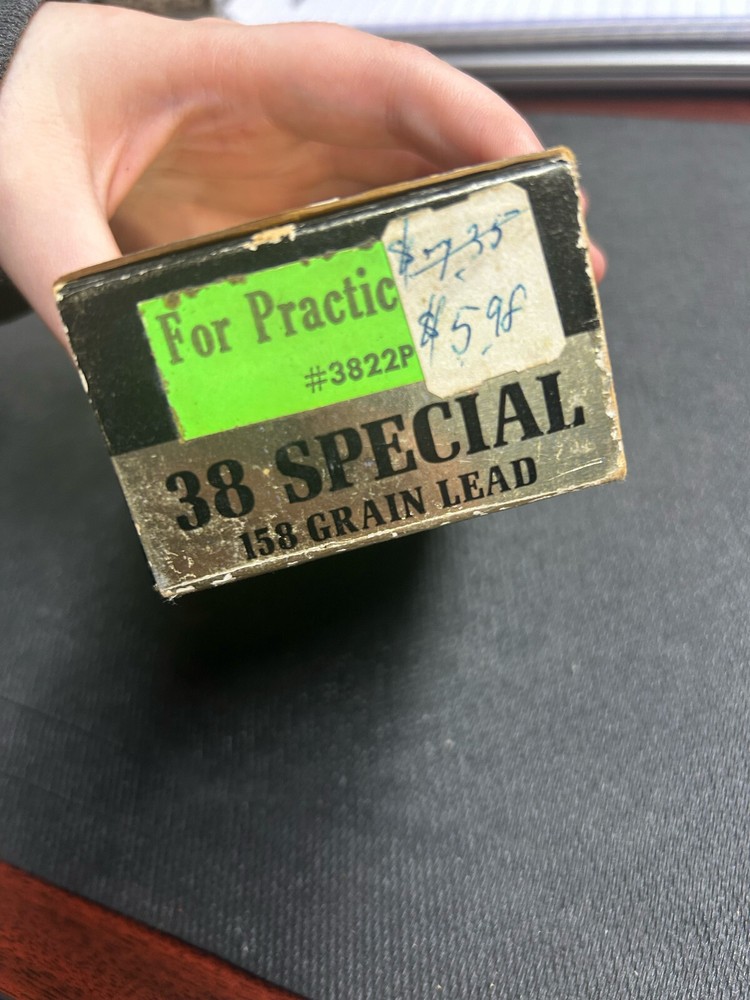 For Practic
#3822P
$7.35
$5.98
38 SPECIAL
158 GRAIN LEAD